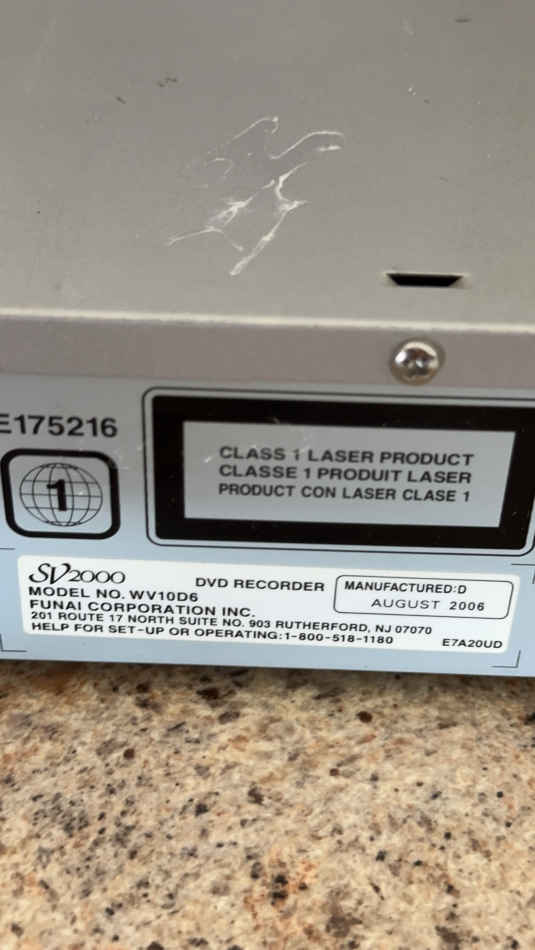 E175216
1
CLASS 1 LASER PRODUCT
CLASSE 1 PRODUIT LASER
PRODUCT CON LASER CLASE 1
SV2000
DVD RECORDER
MODEL NO. WV10D6
FUNAI CORPORATION INC.
201 ROUTE 17 NORTH SUITE NO. 903 RUTHERFORD, NJ 07070
HELP FOR SET-UP OR OPERATING:1-800-518-1180
MANUFACTURED:D
AUGUST 2006
E7A20UD